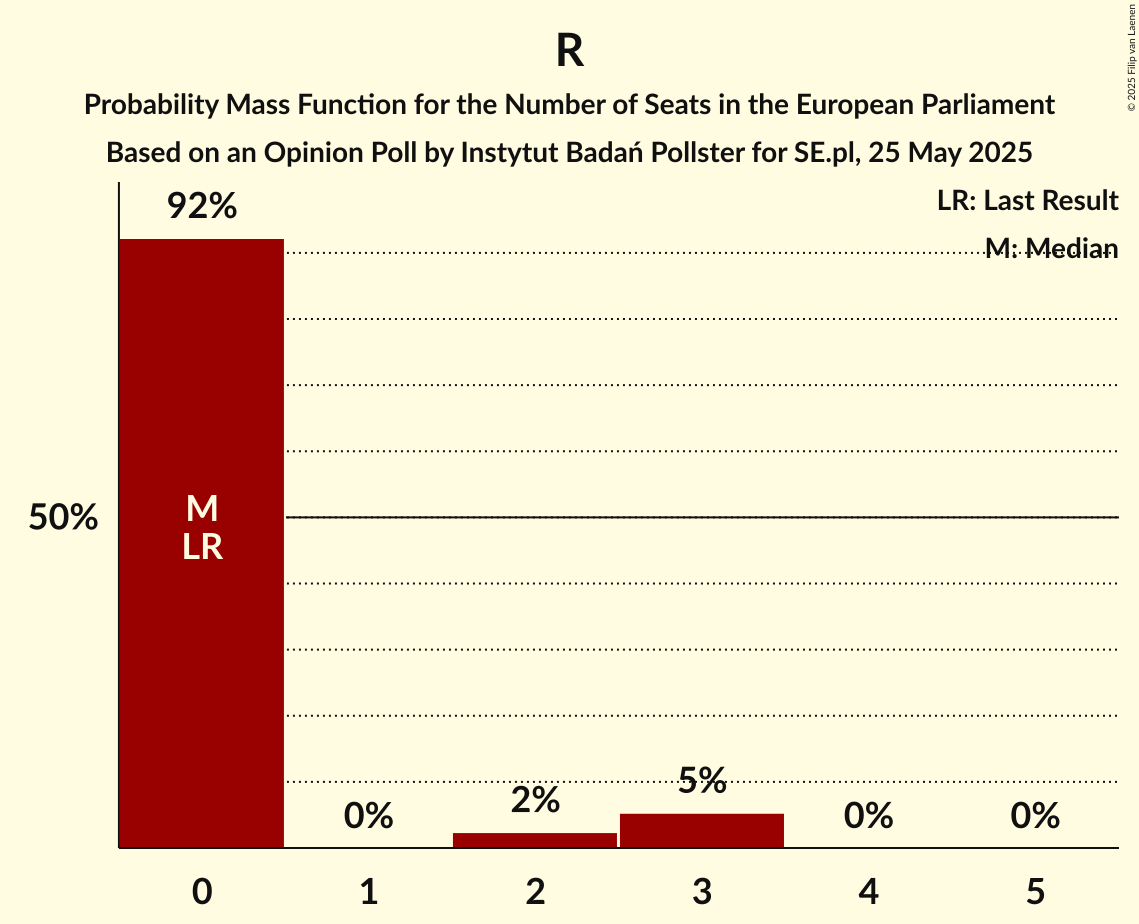 R
Probability Mass Function for the Number of Seats in the European Parliament
Based on an Opinion Poll by Instytut Badań Pollster for SE.pl, 25 May 2025
© 2025 Filip van Laenen
LR: Last Result
M: Median
92%
50%
M
LR
0%
2%
5%
0%
0%
0
1
2
3
4
5